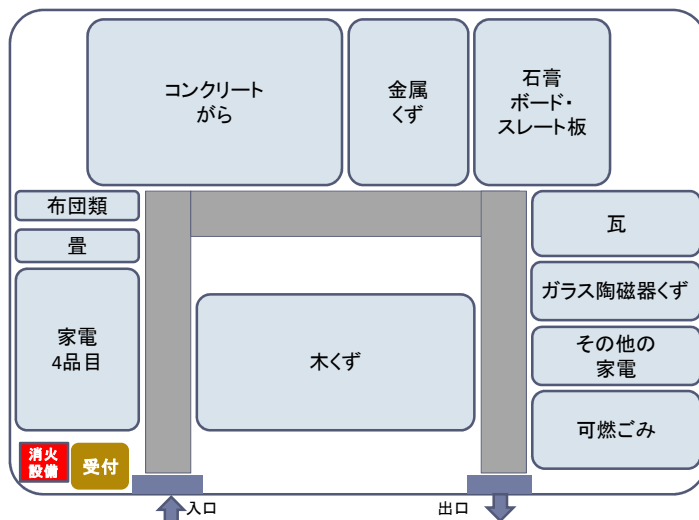 コンクリート
がら
金属
くず
石膏
ボード・
スレート板
布団類
畳
家電
4品目
木くず
瓦
ガラス陶磁器くず
その他の
家電
可燃ごみ
消火
設備
受付
入口
出口